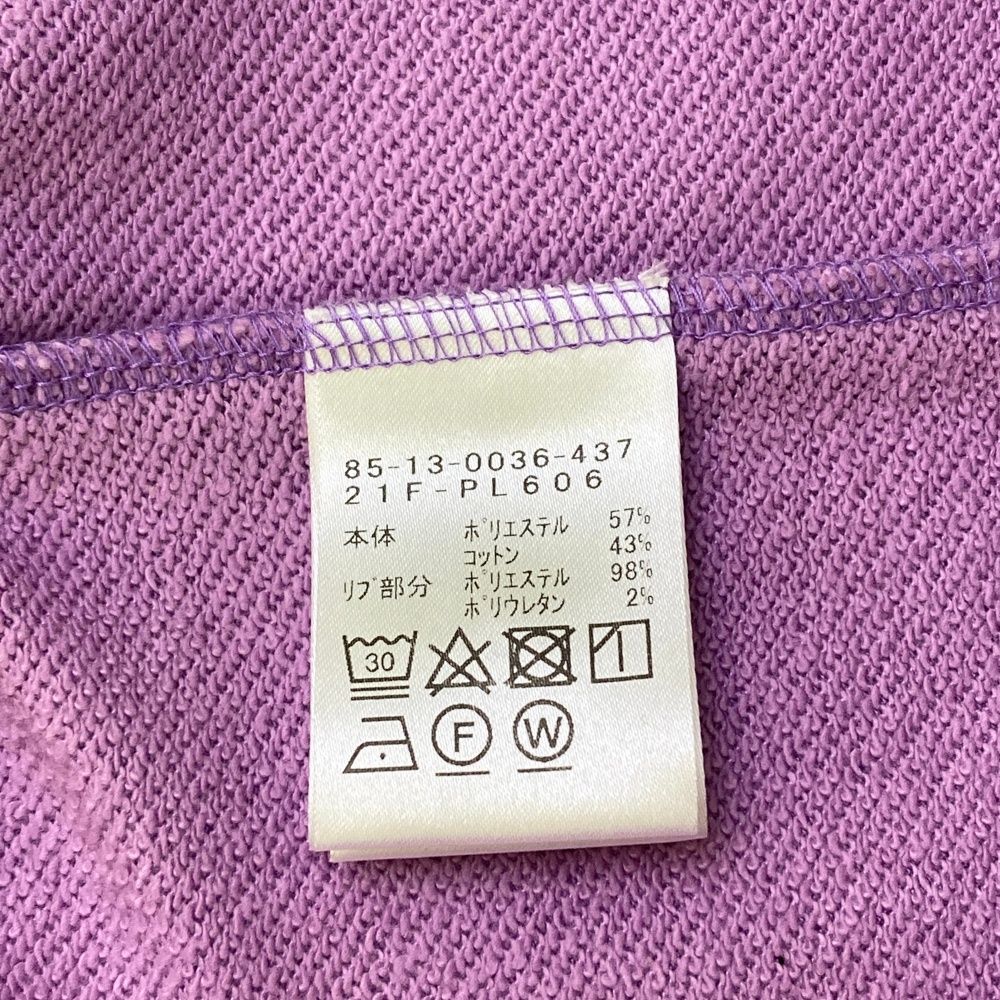 85-13-0036-437
21F-PL606
本体 ﾎﾟﾘｴｽﾃﾙ 57%
ｺｯﾄﾝ 43%
ﾘﾌﾞ部分 ﾎﾟﾘｴｽﾃﾙ 98%
ﾎﾟﾘｳﾚﾀﾝ 2%
30
F W